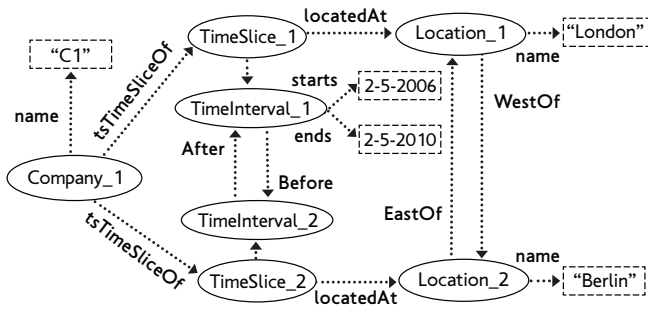 locatedAt
TimeSlice_1
Location_1
"London"
name
"C1"
tsTimeSliceOf
starts
2-5-2006
WestOf
name
TimeInterval_1
ends
2-5-2010
After
Company_1
Before
EastOf
TimeInterval_2
tsTimeSliceOf
name
TimeSlice_2
Location_2
"Berlin"
locatedAt